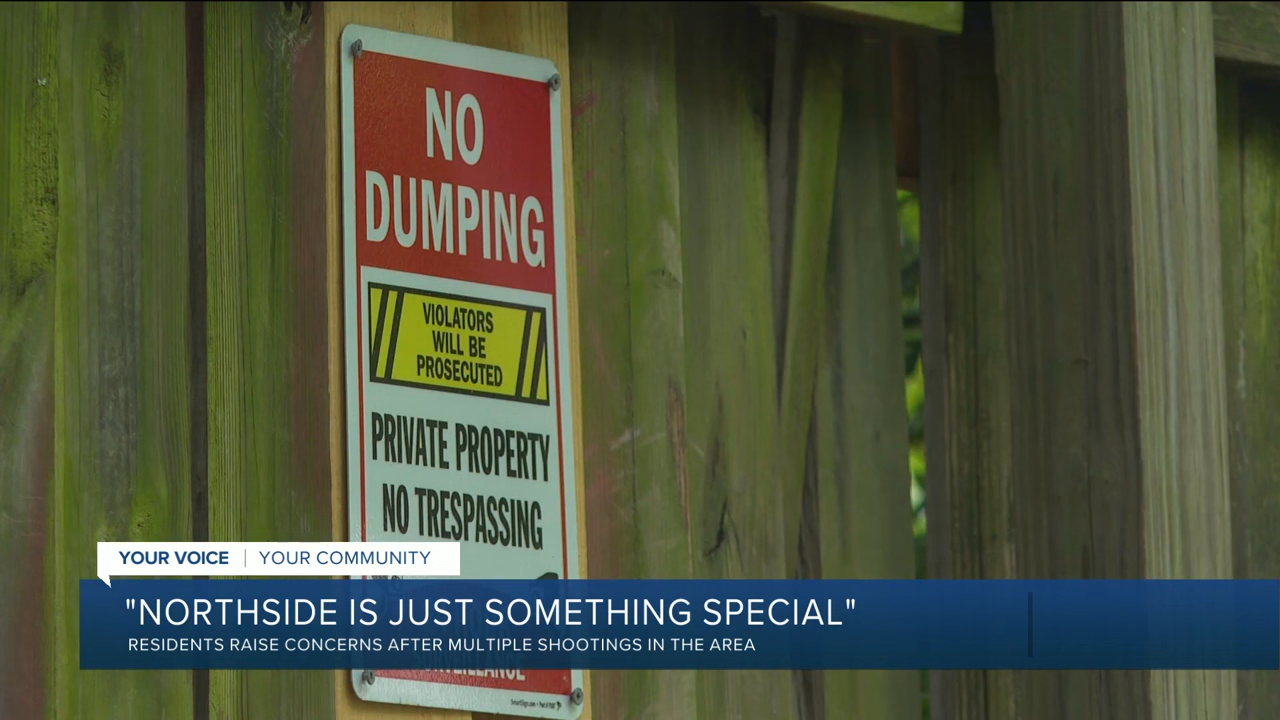 NO
DUMPING
VIOLATORS
WILL BE
PROSECUTED
PRIVATE PROPERTY
NO TRESPASSING
YOUR VOICE | YOUR COMMUNITY
"NORTHSIDE IS JUST SOMETHING SPECIAL"
RESIDENTS RAISE CONCERNS AFTER MULTIPLE SHOOTINGS IN THE AREA
SURVEILLANCE